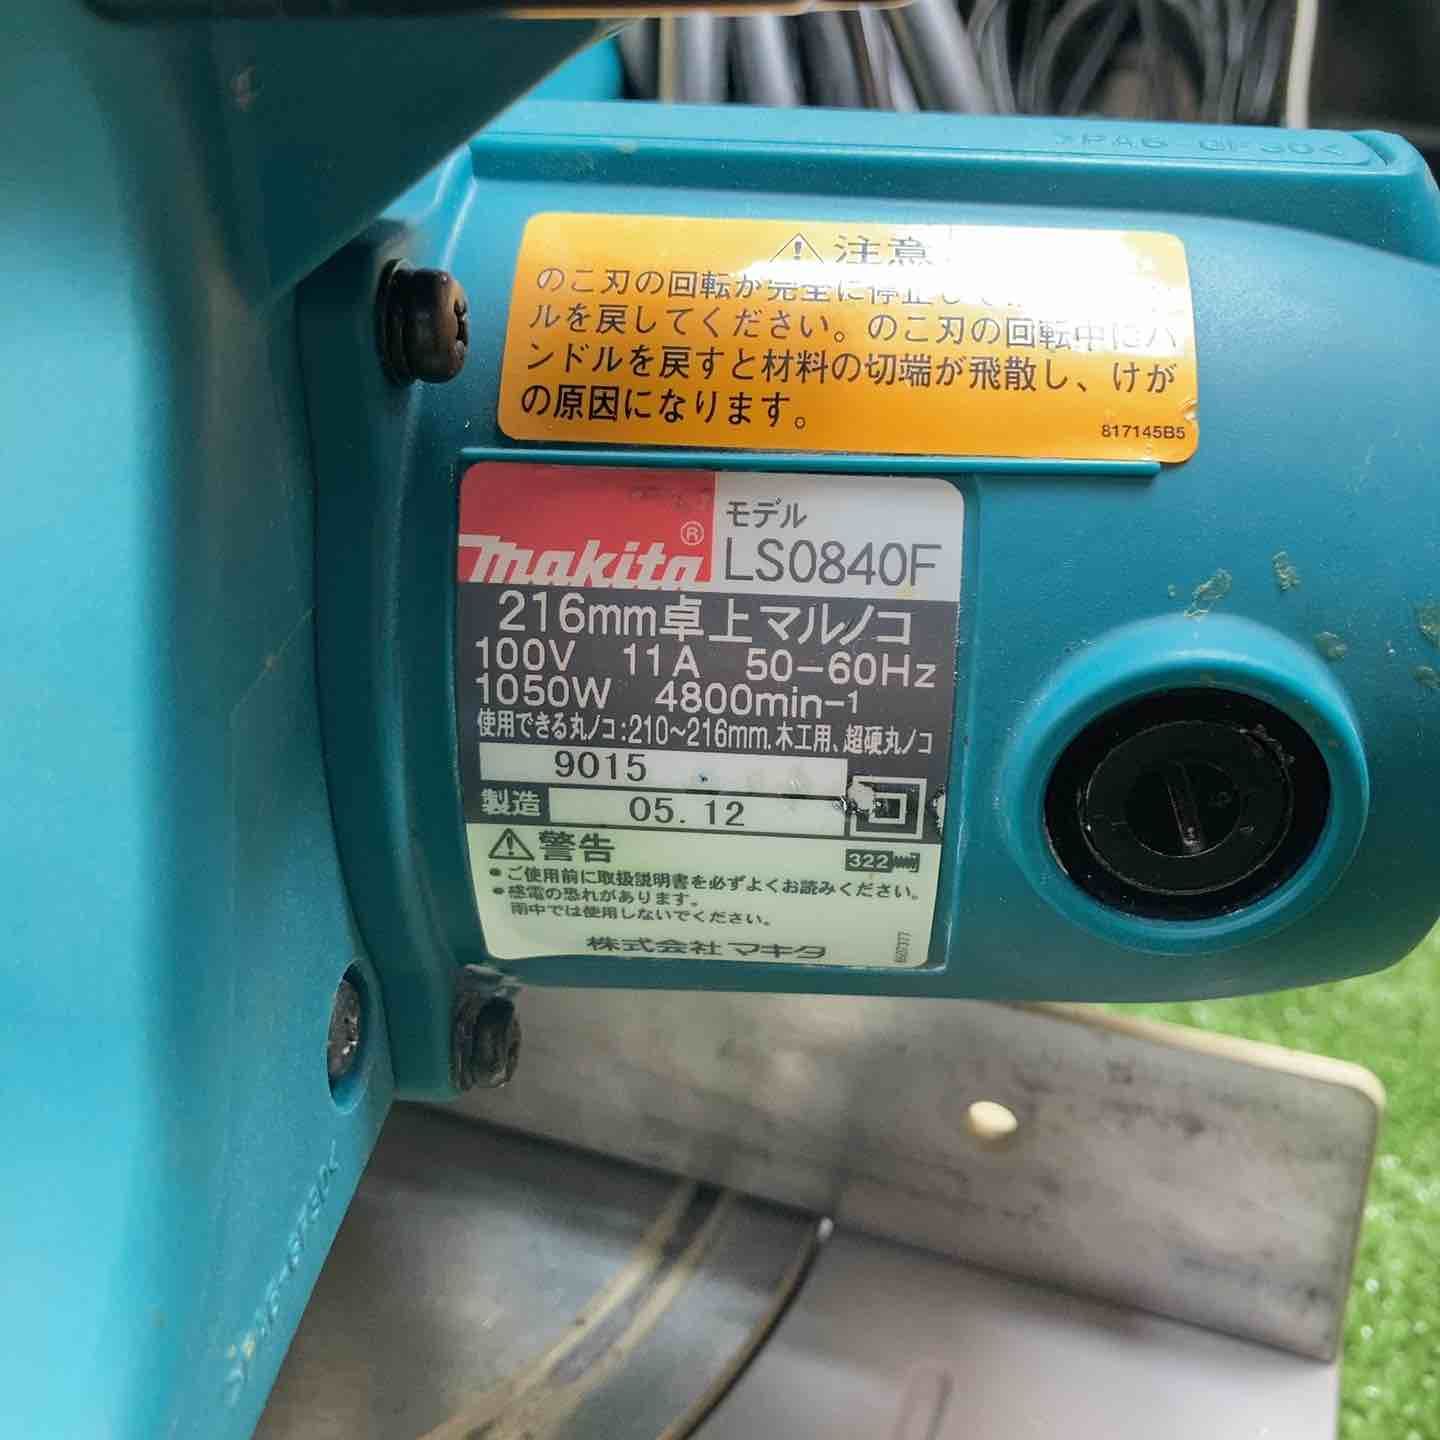 >PA6-GF30<
注意
のこ刃の回転が完全に停止して
ルを戻してください。のこ刃の回転中にハ
ンドルを戻すと材料の切端が飛散し、けが
の原因になります。
817145B5
makita®
モデル
LS0840F
216mm卓上マルノコ
100V 11A 50-60Hz
1050W 4800min-1
使用できる丸ノコ:210~216mm.木工用、超硬丸ノコ
9015
製造 05.12
警告
322
•ご使用前に取扱説明書を必ずよくお読みください。
•感電の恐れがあります。
雨中では使用しないでください。
株式会社マキタ